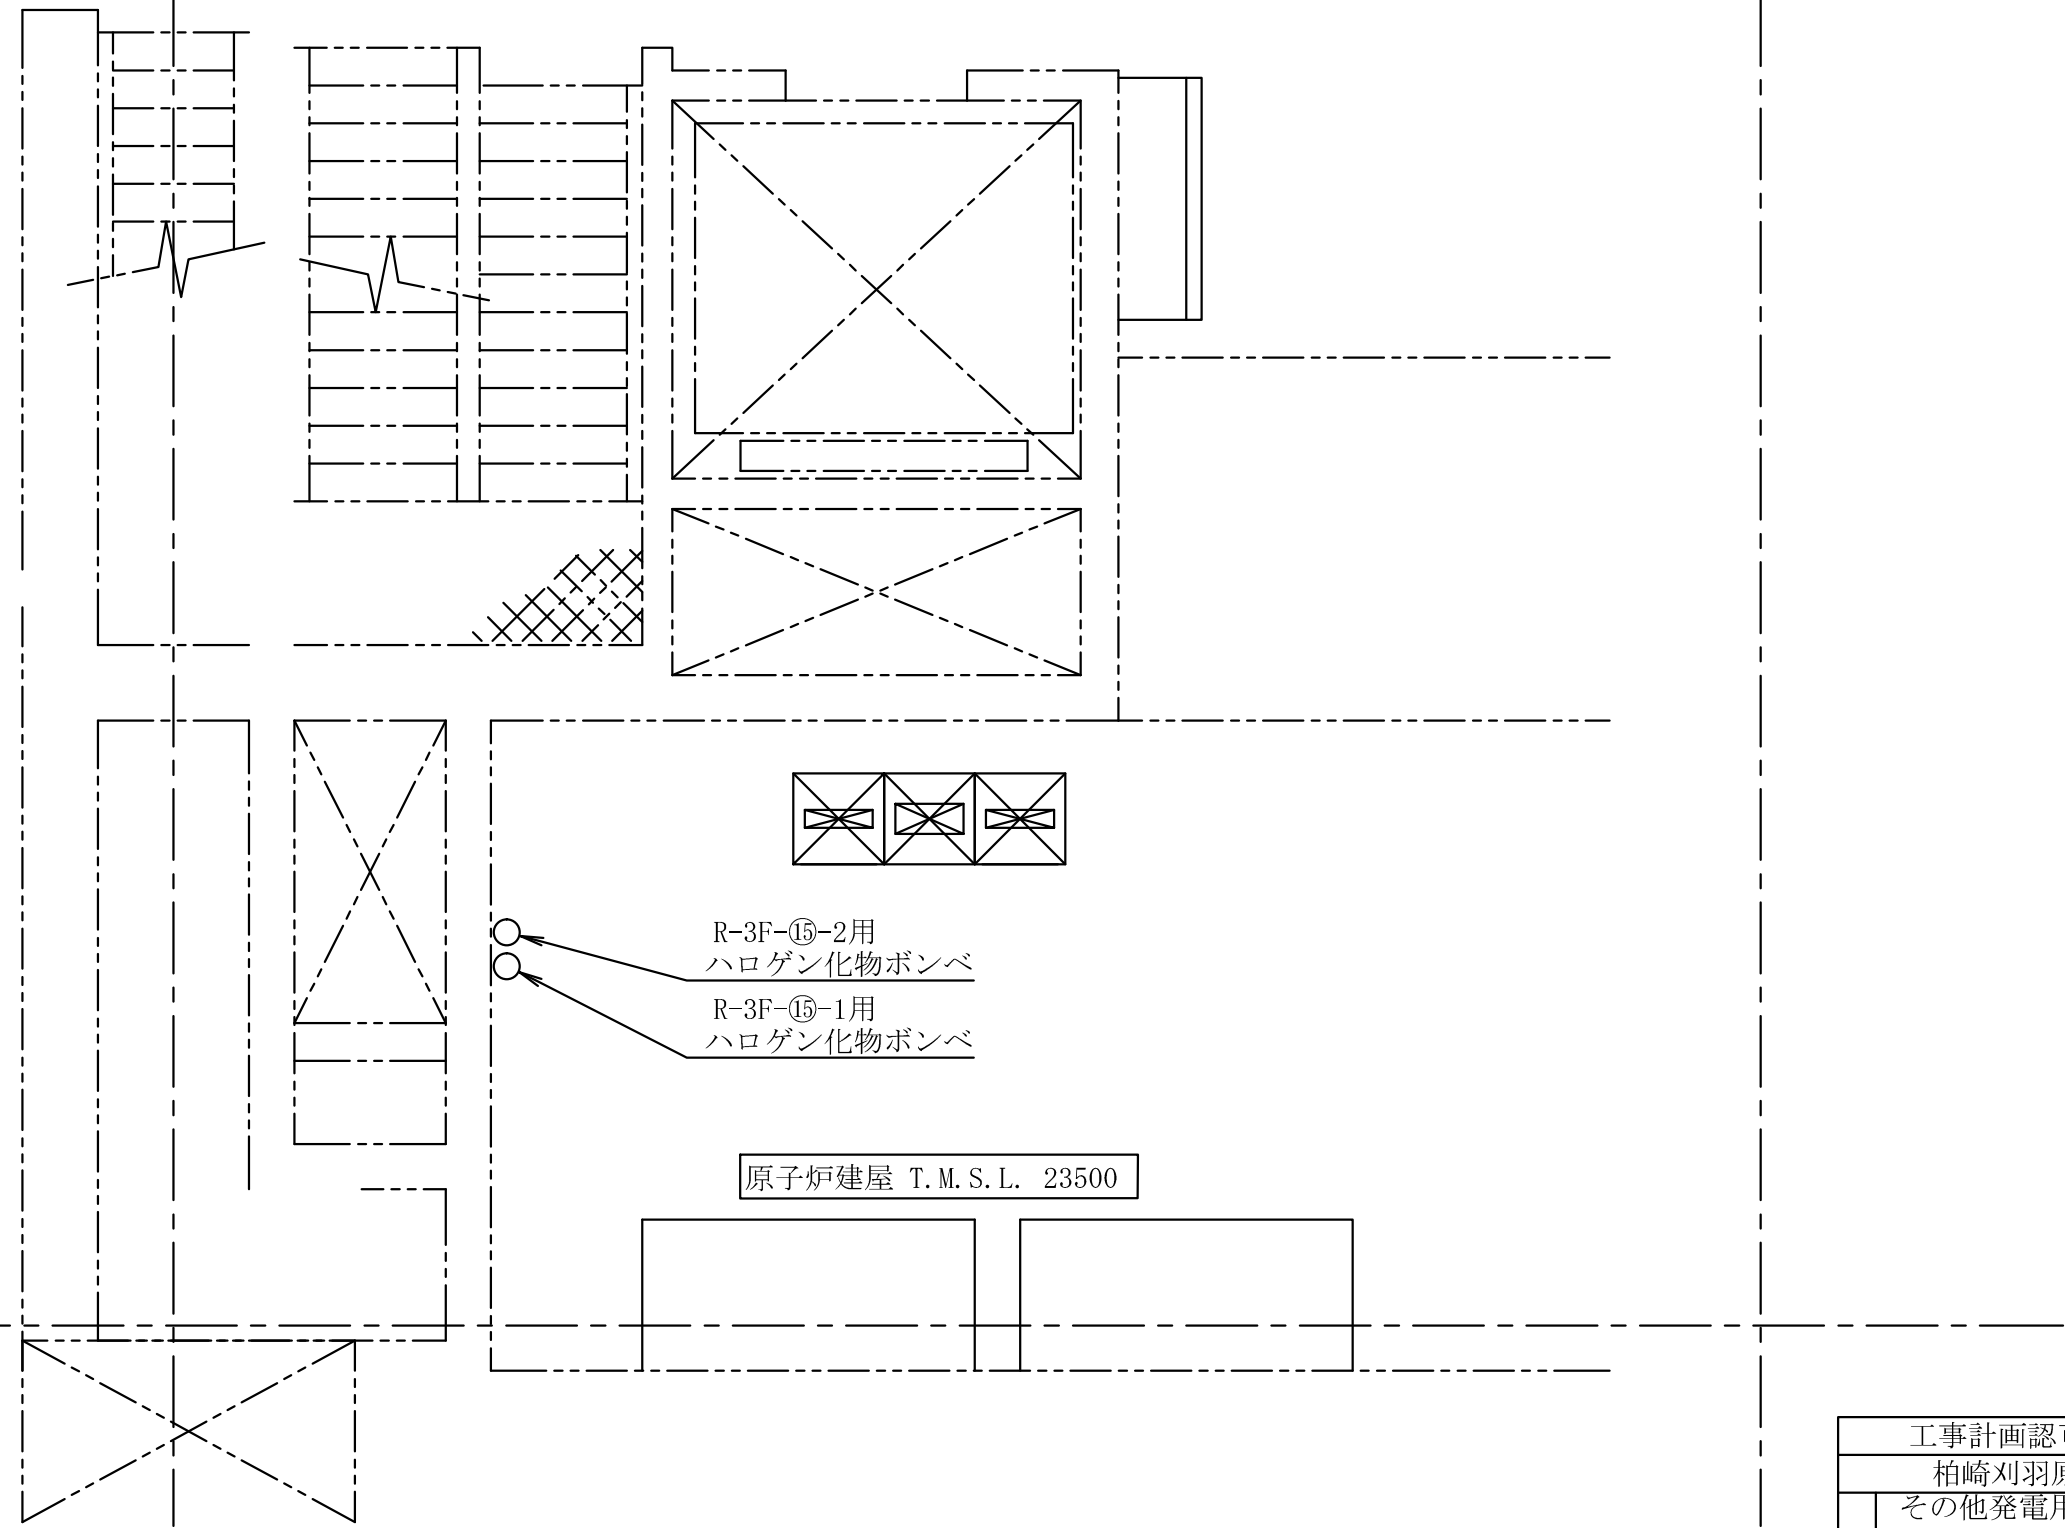 R-3F-⑮-2用
ハロゲン化物ボンベ
R-3F-⑮-1用
ハロゲン化物ボンベ
原子炉建屋 T.M.S.L. 23500
工事計画認
柏崎刈羽原
その他発電用